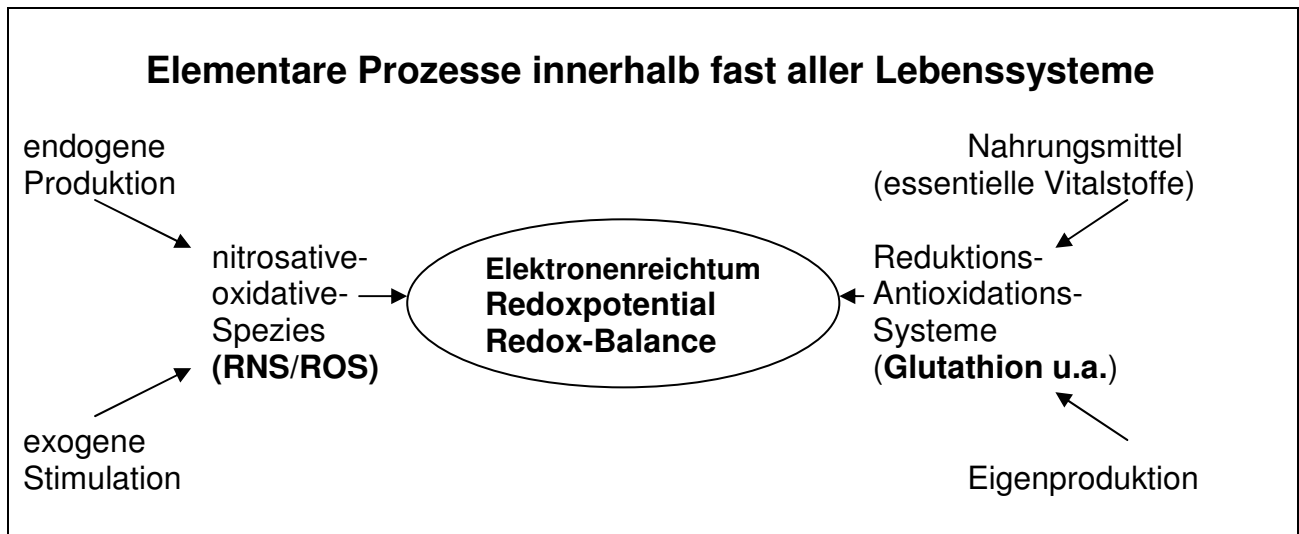 Elementare Prozesse innerhalb fast aller Lebenssysteme
endogene
Produktion
nitrosative-
oxidative-
Spezies
(RNS/ROS)
exogene
Stimulation
Elektronenreichtum
Redoxpotential
Redox-Balance
Nahrungsmittel
(essentielle Vitalstoffe)
Reduktions-
Antioxidations-
Systeme
(Glutathion u.a.)
Eigenproduktion